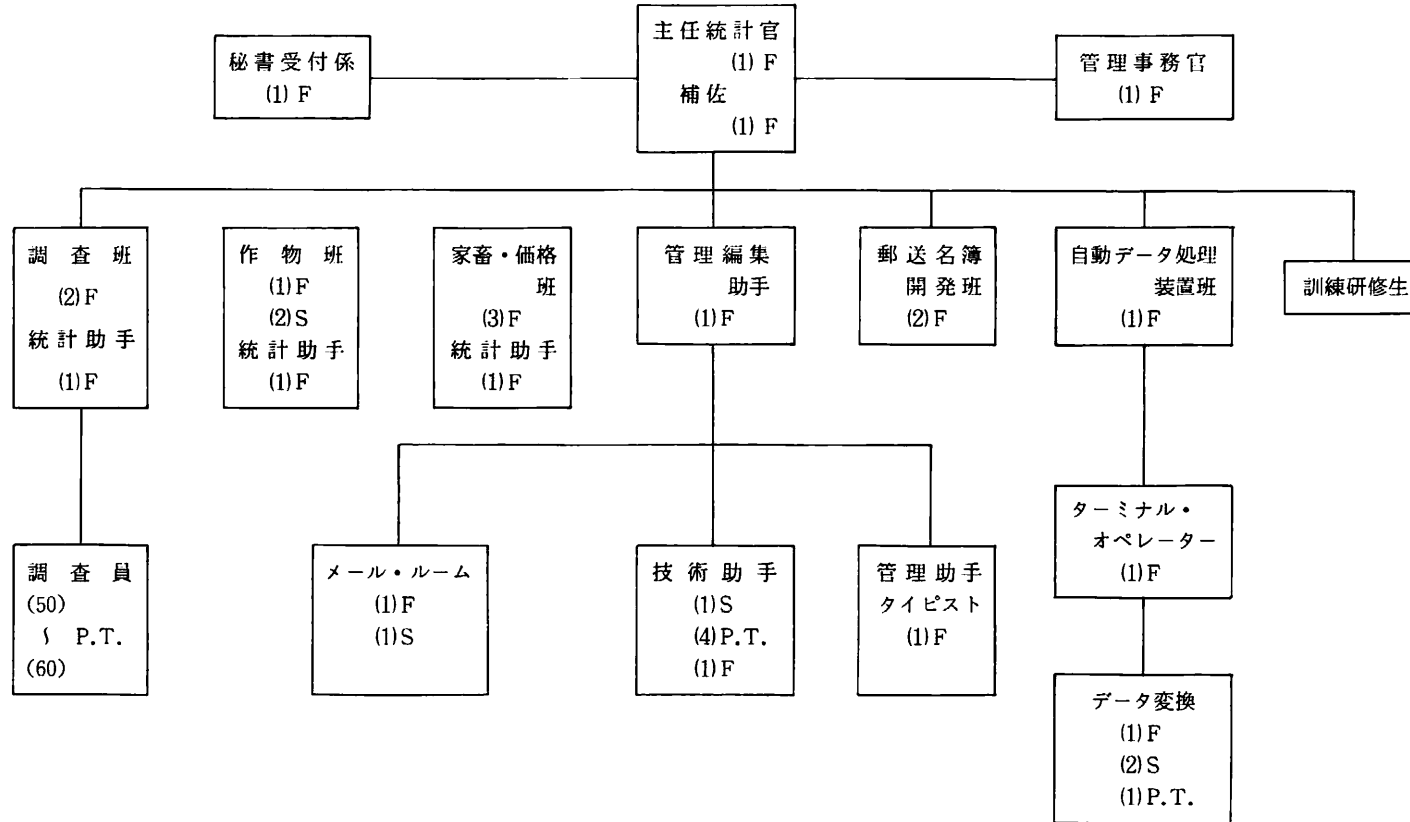 主任統計官
(1) F
補佐
(1) F
秘書受付係
(1) F
管理事務官
(1) F
調査班
(2)F
統計助手
(1)F
作物班
(1)F
(2)S
統計助手
(1)F
家畜・価格
班
(3)F
統計助手
(1)F
管理編集
助手
(1)F
郵送名簿
開発班
(2)F
自動データ処理
装置班
(1)F
訓練研修生
調査員
(50)
〜 P.T.
(60)
メール・ルーム
(1)F
(1)S
技術助手
(1)S
(4)P.T.
(1)F
管理助手
タイピスト
(1)F
ターミナル・
オペレーター
(1)F
データ変換
(1)F
(2)S
(1)P.T.